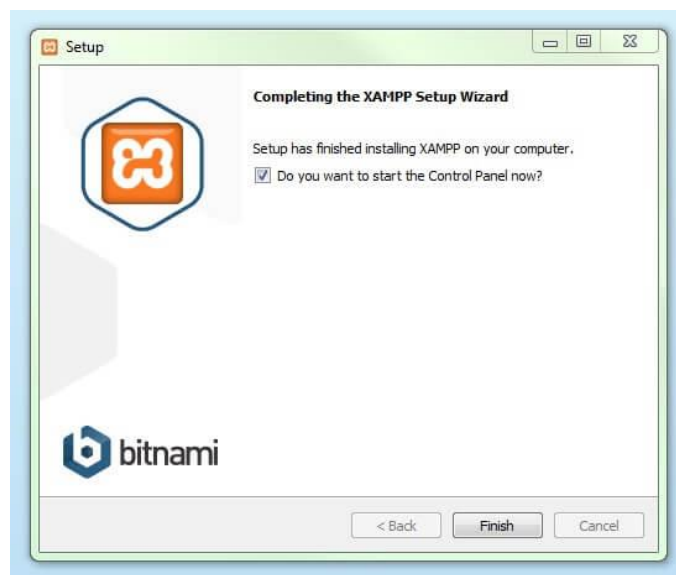 Setup
Completing the XAMPP Setup Wizard
Setup has finished installing XAMPP on your computer.
Do you want to start the Control Panel now?
bitnami
< Back
Finish
Cancel